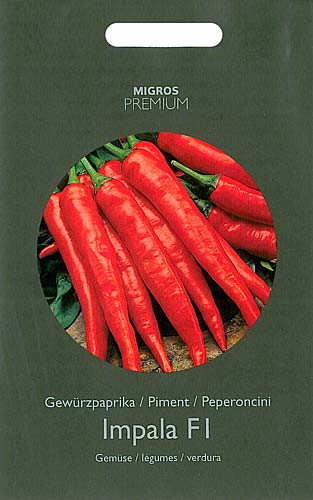 MIGROS
PREMIUM
Gewürzpaprika / Piment / Peperoncini
Impala F1
Gemüse / légumes / verdura